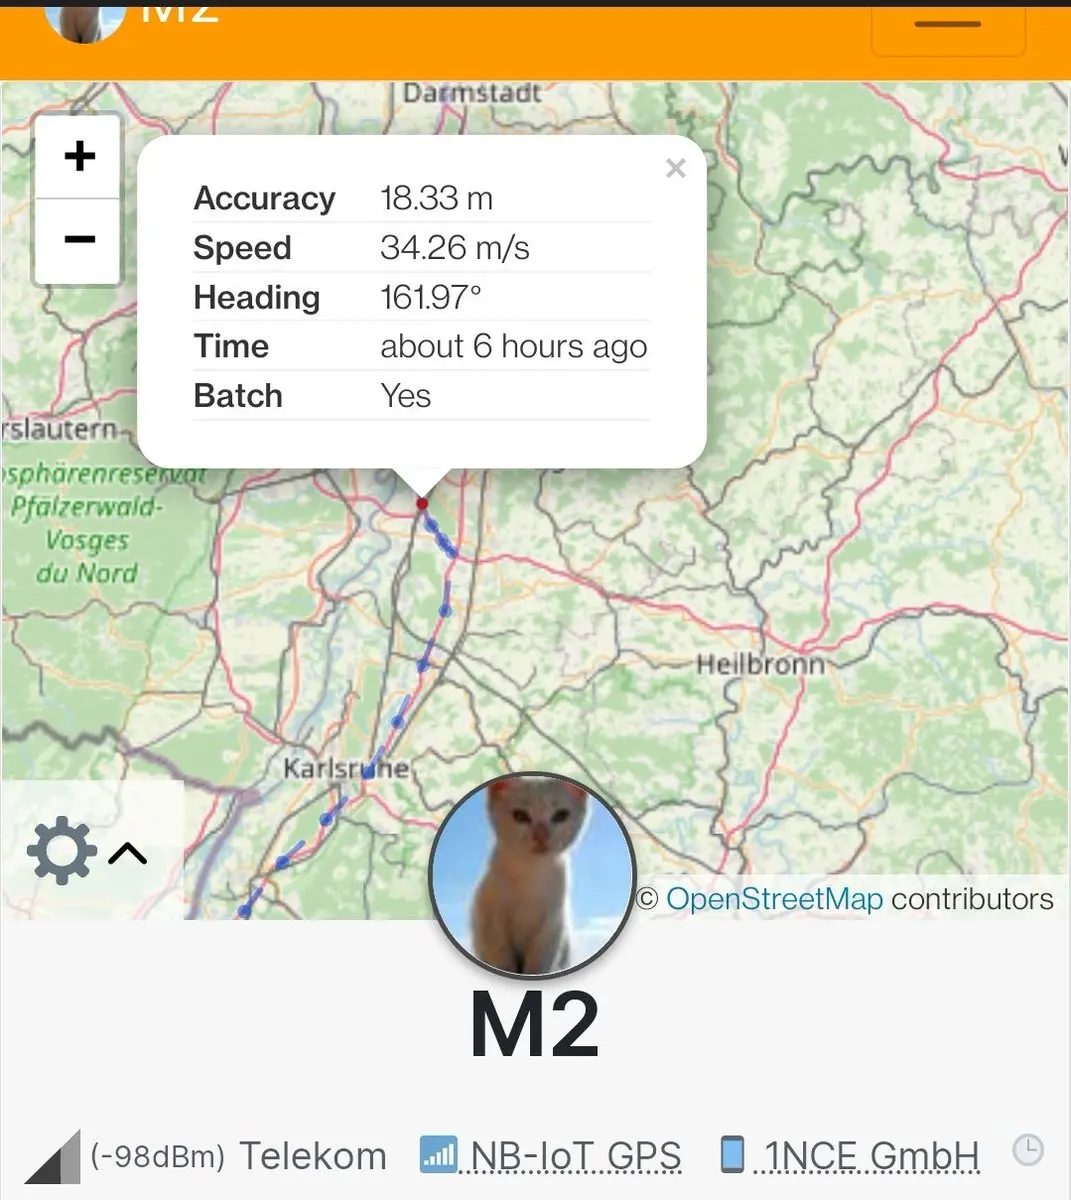 M2
Darmstadt
+
−
×
Accuracy 18.33 m
Speed 34.26 m/s
Heading 161.97°
Time about 6 hours ago
Batch Yes
rslautern
osphärenreservat
Pfälzerwald-
Vosges
du Nord
Heilbronn
Karlsruhe
© OpenStreetMap contributors
M2
(-98dBm) Telekom NB-IoT GPS 1NCE GmbH